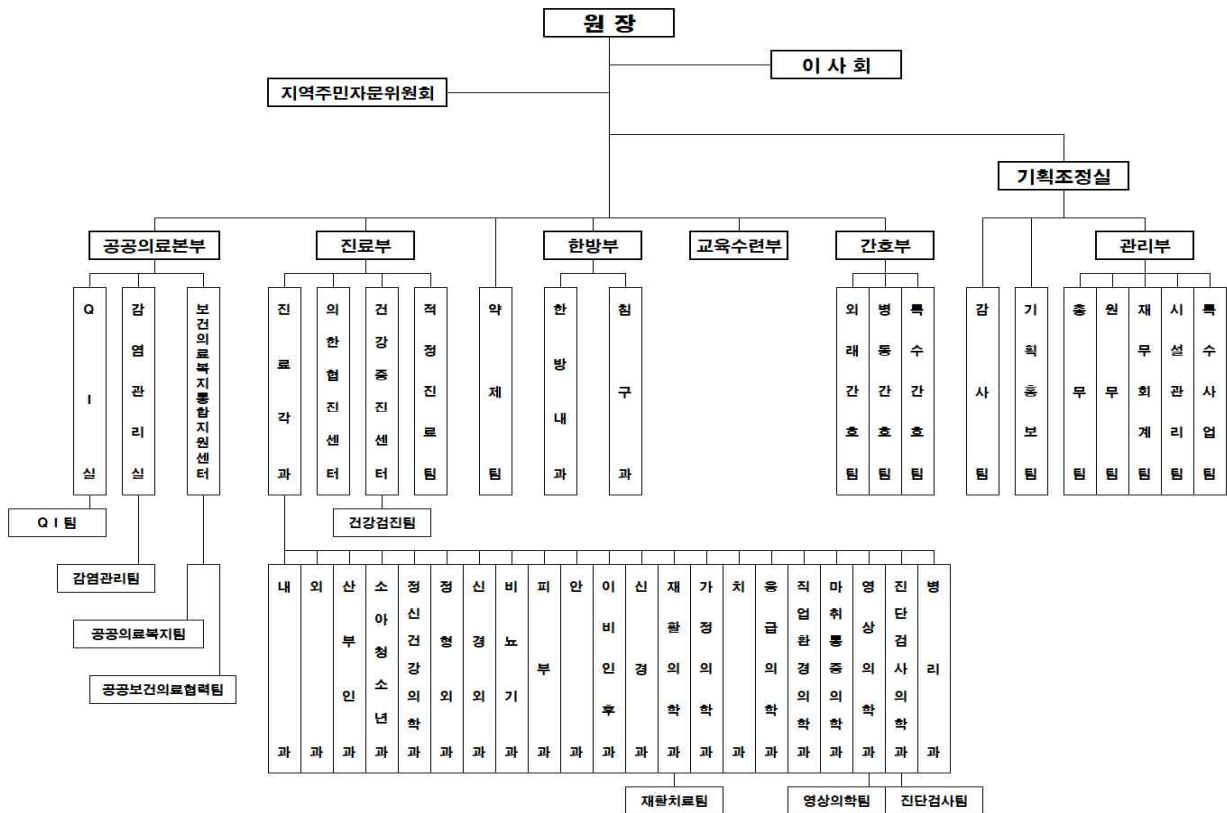 원 장
이 사 회
지역주민자문위원회
기획조정실
공공의료본부
진료부
한방부
교육수련부
간호부
관리부
Q I 실
감염관리실
보건의료복지통합지원센터
진료각과
의한협진센터
건강증진센터
적정진료팀
약제팀
한방내과
침구과
외래간호팀
병동간호팀
특수간호팀
감사팀
기획홍보팀
총무팀
원무팀
재무회계팀
시설관리팀
특수사업팀
Q I 팀
건강검진팀
감염관리팀
공공의료복지팀
공공보건의료협력팀
내과
외과
산부인과
소아청소년과
정신건강의학과
정형외과
신경외과
비뇨기과
피부과
안과
이비인후과
신경과
재활의학과
가정의학과
치과
응급의학과
직업환경의학과
마취통증의학과
영상의학과
진단검사의학과
병리과
재활치료팀
영상의학팀
진단검사팀